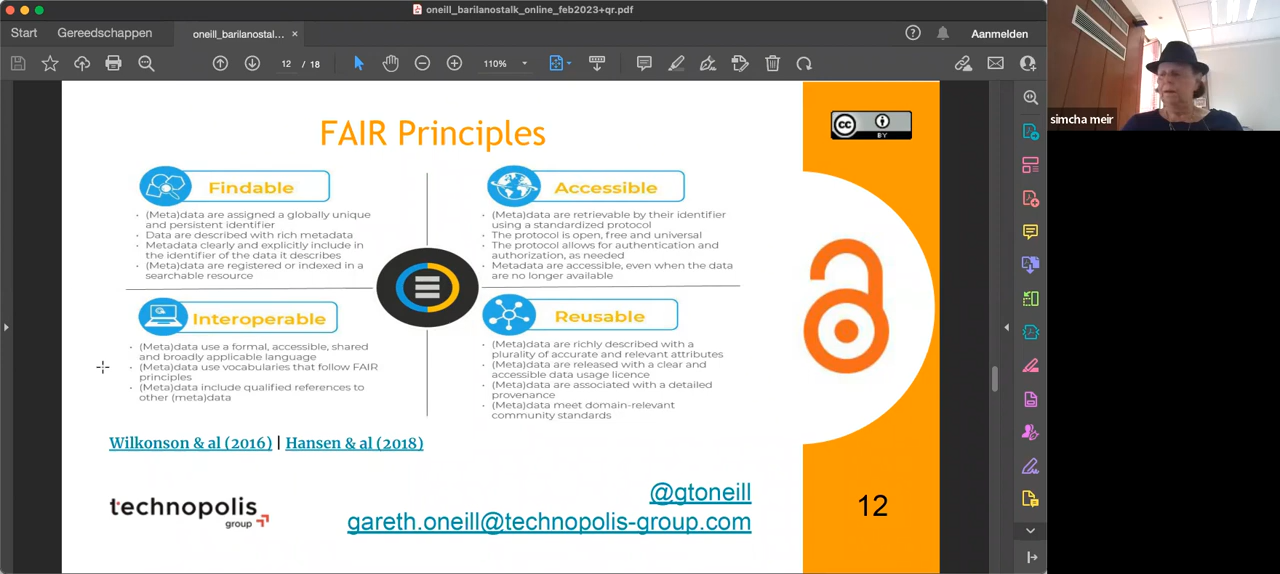 oneill_barilanostalk_online_feb2023+qr.pdf
Start Gereedschappen oneill_barilanostal... × Aanmelden
12 / 18 110%
simcha meir
FAIR Principles
CC BY
Findable
(Meta)data are assigned a globally unique
and persistent identifier
Data are described with rich metadata
Metadata clearly and explicitly include in
the identifier of the data it describes
(Meta)data are registered or indexed in a
searchable resource
Accessible
(Meta)data are retrievable by their identifier
using a standardized protocol
The protocol is open, free and universal
The protocol allows for authentication and
authorization, as needed
Metadata are accessible, even when the data
are no longer available
Interoperable
(Meta)data use a formal, accessible, shared
and broadly applicable language
(Meta)data use vocabularies that follow FAIR
principles
(Meta)data include qualified references to
other (meta)data
Reusable
(Meta)data are richly described with a
plurality of accurate and relevant attributes
(Meta)data are released with a clear and
accessible data usage licence
(Meta)data are associated with a detailed
provenance
(Meta)data meet domain-relevant
community standards
Wilkonson & al (2016) | Hansen & al (2018)
technopolis
group
@gtoneill
gareth.oneill@technopolis-group.com
12